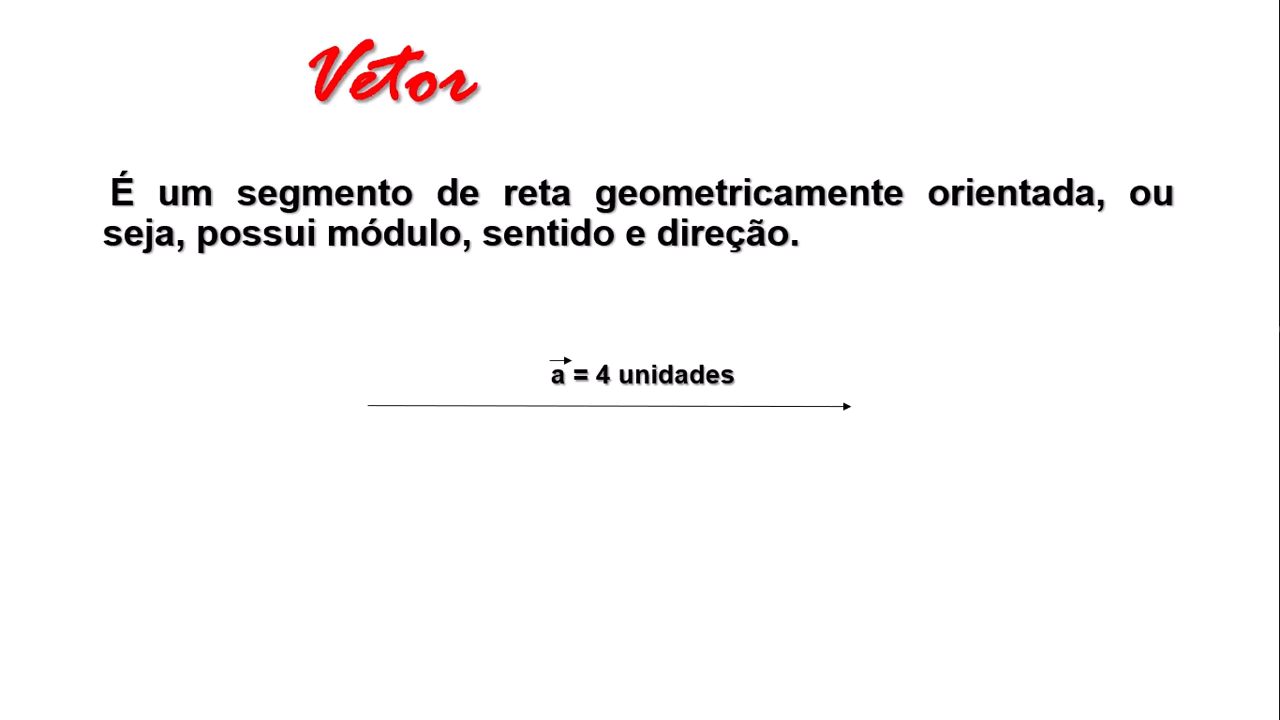 Vetor
É um segmento de reta geometricamente orientada, ou
seja, possui módulo, sentido e direção.
a = 4 unidades